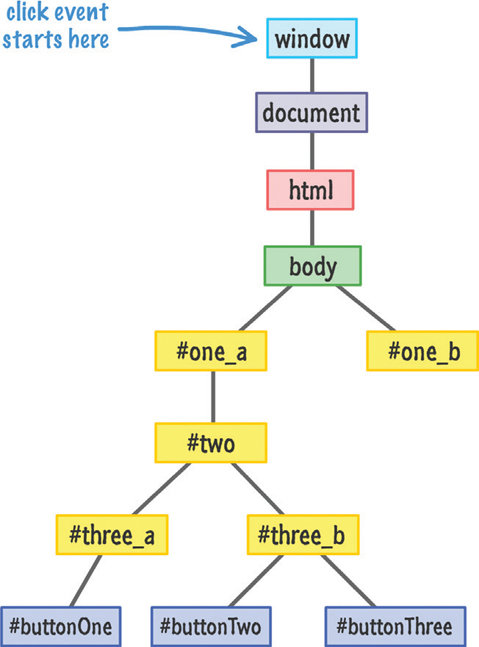 click event
starts here
window
document
html
body
#one_a
#one_b
#two
#three_a
#three_b
#buttonOne
#buttonTwo
#buttonThree